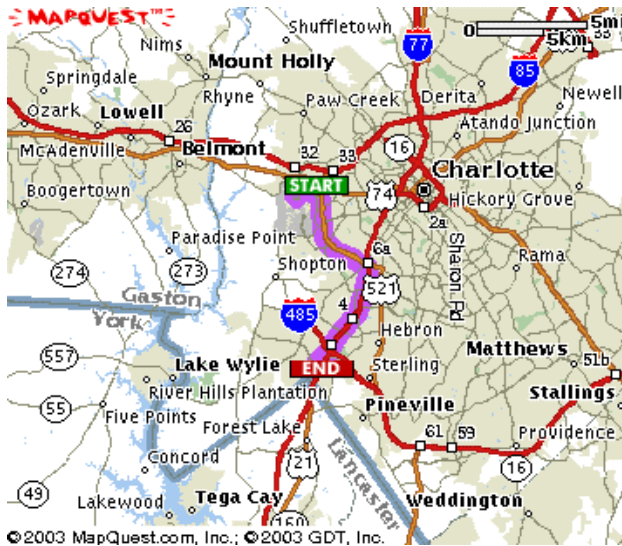 MAPQUEST™
Shuffletown
0 5mi
5Km
Nims
77
Mount Holly
85
Springdale
Rhyne
Derita
Newell
Ozark
Lowell
Paw Creek
Atando Junction
26
McAdenville
Belmont
32
33
16
Charlotte
START
74
Hickory Grove
Boogertown
2a
Paradise Point
6a
Sharon Rd
Rama
274
273
Shopton
521
Gaston
York
485
4
Hebron
557
Lake Wylie
END
Sterling
Matthews
51b
River Hills Plantation
Stallings
55
Five Points
Pineville
Forest Lake
61
59
Providence
Concord
21
Lancaster
16
49
Lakewood
Tega Cay
Weddington
160
©2003 MapQuest.com, Inc.; ©2003 GDT, Inc.